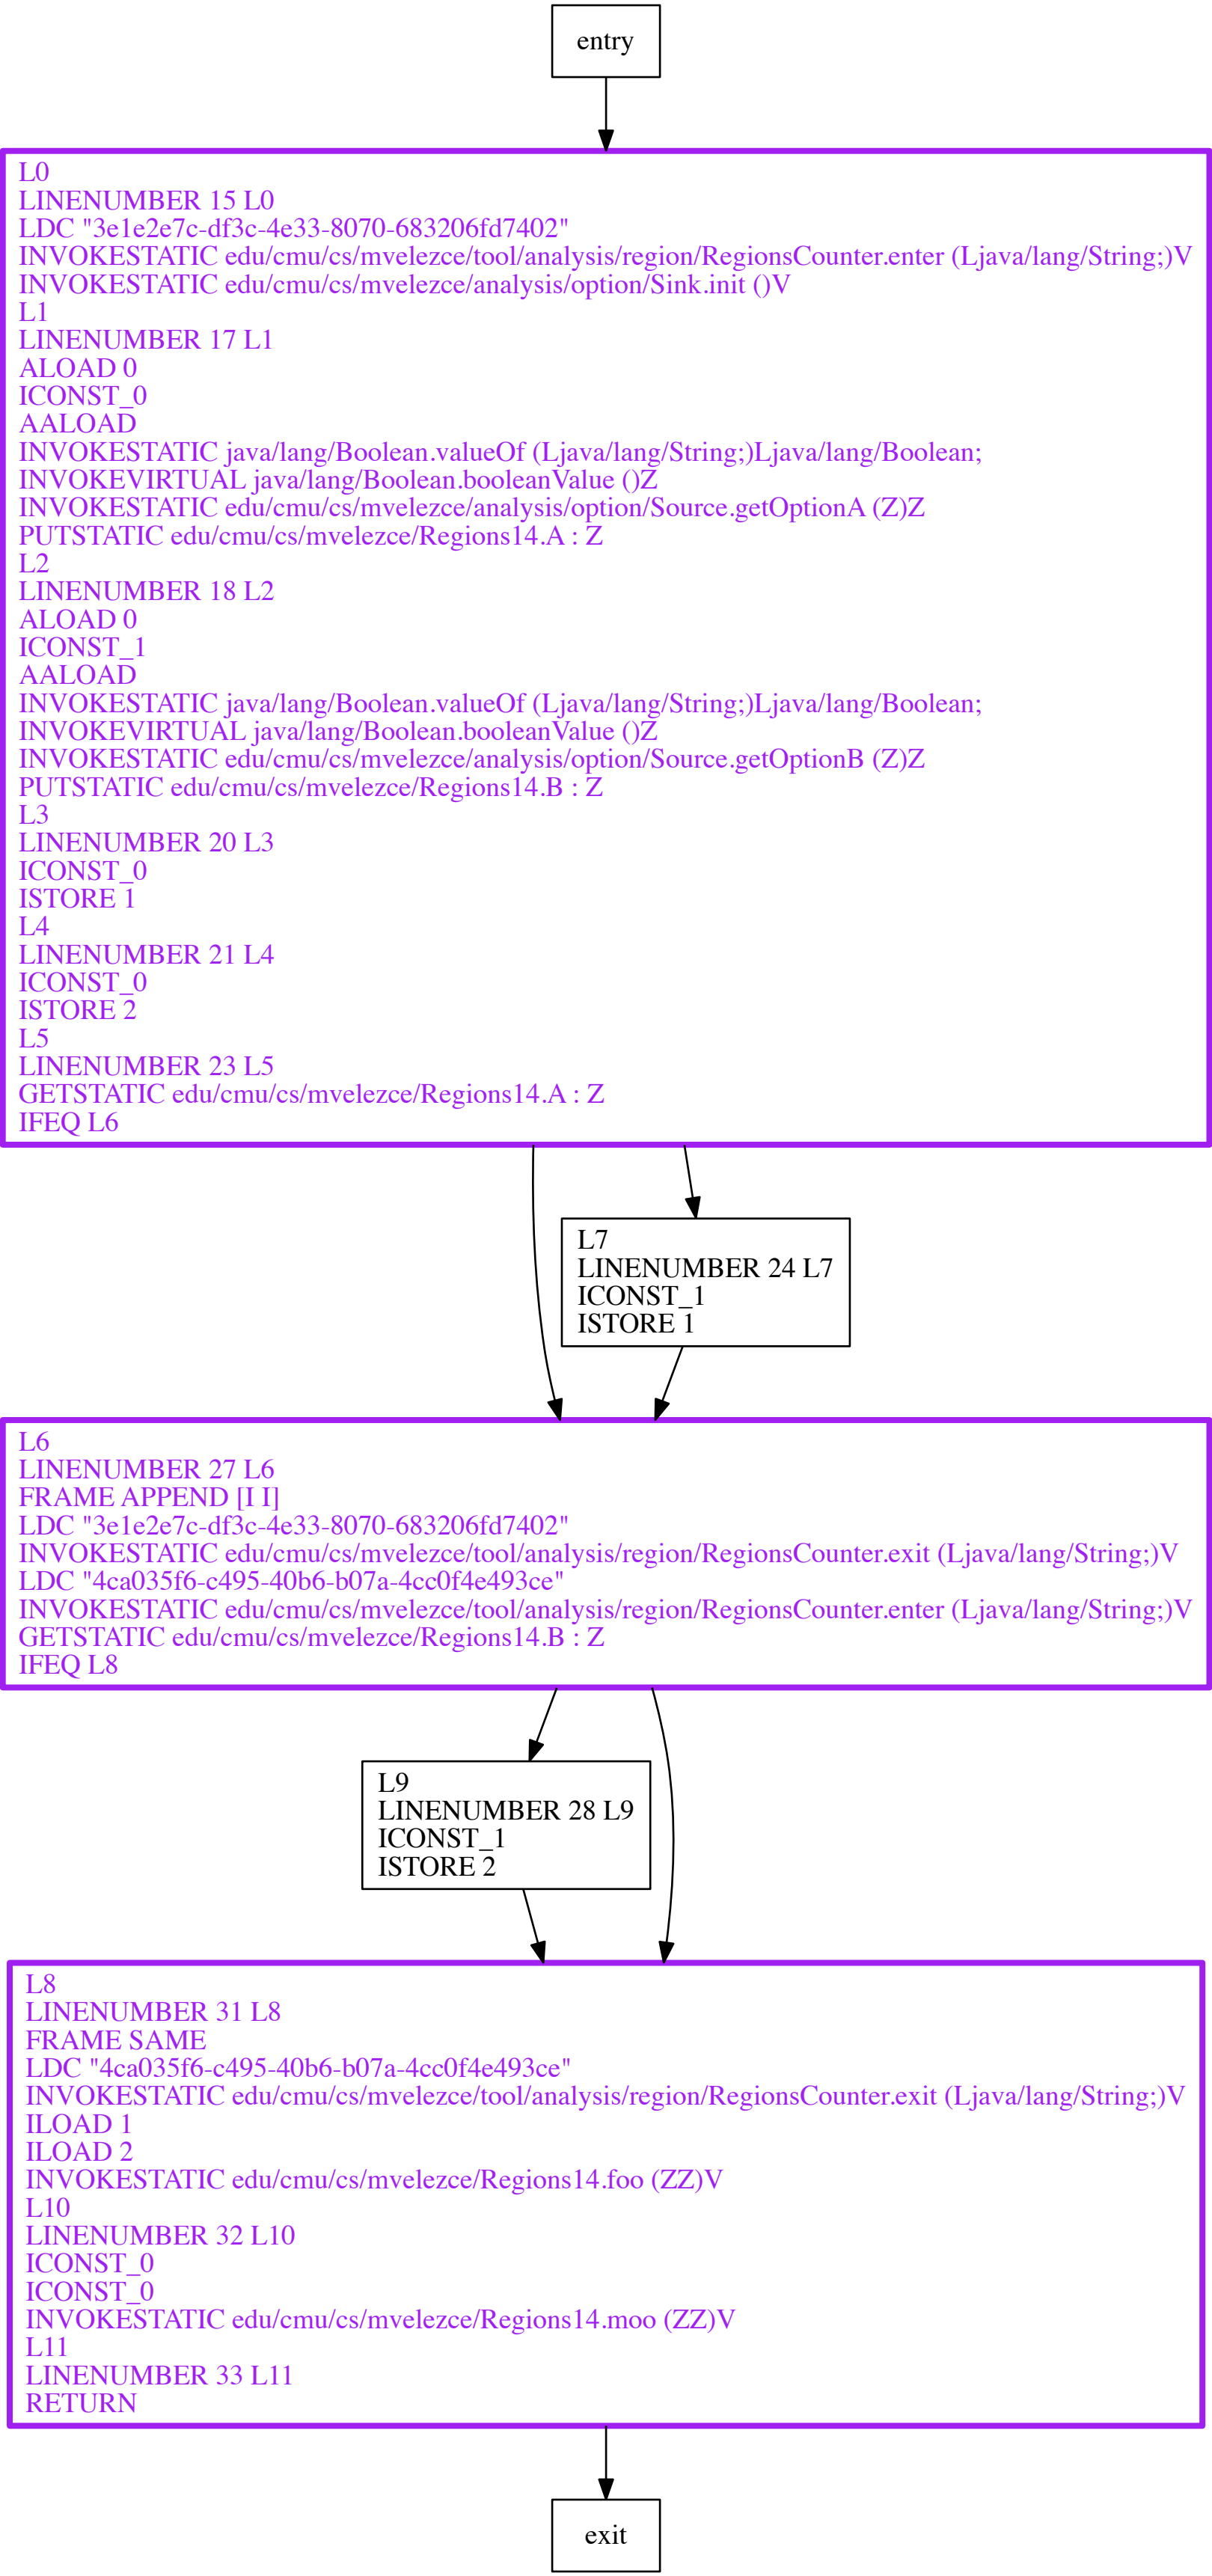 entry
L0
LINENUMBER 15 L0
LDC "3e1e2e7c-df3c-4e33-8070-683206fd7402"
INVOKESTATIC edu/cmu/cs/mvelezce/tool/analysis/region/RegionsCounter.enter (Ljava/lang/String;)V
INVOKESTATIC edu/cmu/cs/mvelezce/analysis/option/Sink.init ()V
L1
LINENUMBER 17 L1
ALOAD 0
ICONST_0
AALOAD
INVOKESTATIC java/lang/Boolean.valueOf (Ljava/lang/String;)Ljava/lang/Boolean;
INVOKEVIRTUAL java/lang/Boolean.booleanValue ()Z
INVOKESTATIC edu/cmu/cs/mvelezce/analysis/option/Source.getOptionA (Z)Z
PUTSTATIC edu/cmu/cs/mvelezce/Regions14.A : Z
L2
LINENUMBER 18 L2
ALOAD 0
ICONST_1
AALOAD
INVOKESTATIC java/lang/Boolean.valueOf (Ljava/lang/String;)Ljava/lang/Boolean;
INVOKEVIRTUAL java/lang/Boolean.booleanValue ()Z
INVOKESTATIC edu/cmu/cs/mvelezce/analysis/option/Source.getOptionB (Z)Z
PUTSTATIC edu/cmu/cs/mvelezce/Regions14.B : Z
L3
LINENUMBER 20 L3
ICONST_0
ISTORE 1
L4
LINENUMBER 21 L4
ICONST_0
ISTORE 2
L5
LINENUMBER 23 L5
GETSTATIC edu/cmu/cs/mvelezce/Regions14.A : Z
IFEQ L6
L7
LINENUMBER 24 L7
ICONST_1
ISTORE 1
L6
LINENUMBER 27 L6
FRAME APPEND [I I]
LDC "3e1e2e7c-df3c-4e33-8070-683206fd7402"
INVOKESTATIC edu/cmu/cs/mvelezce/tool/analysis/region/RegionsCounter.exit (Ljava/lang/String;)V
LDC "4ca035f6-c495-40b6-b07a-4cc0f4e493ce"
INVOKESTATIC edu/cmu/cs/mvelezce/tool/analysis/region/RegionsCounter.enter (Ljava/lang/String;)V
GETSTATIC edu/cmu/cs/mvelezce/Regions14.B : Z
IFEQ L8
L9
LINENUMBER 28 L9
ICONST_1
ISTORE 2
L8
LINENUMBER 31 L8
FRAME SAME
LDC "4ca035f6-c495-40b6-b07a-4cc0f4e493ce"
INVOKESTATIC edu/cmu/cs/mvelezce/tool/analysis/region/RegionsCounter.exit (Ljava/lang/String;)V
ILOAD 1
ILOAD 2
INVOKESTATIC edu/cmu/cs/mvelezce/Regions14.foo (ZZ)V
L10
LINENUMBER 32 L10
ICONST_0
ICONST_0
INVOKESTATIC edu/cmu/cs/mvelezce/Regions14.moo (ZZ)V
L11
LINENUMBER 33 L11
RETURN
exit